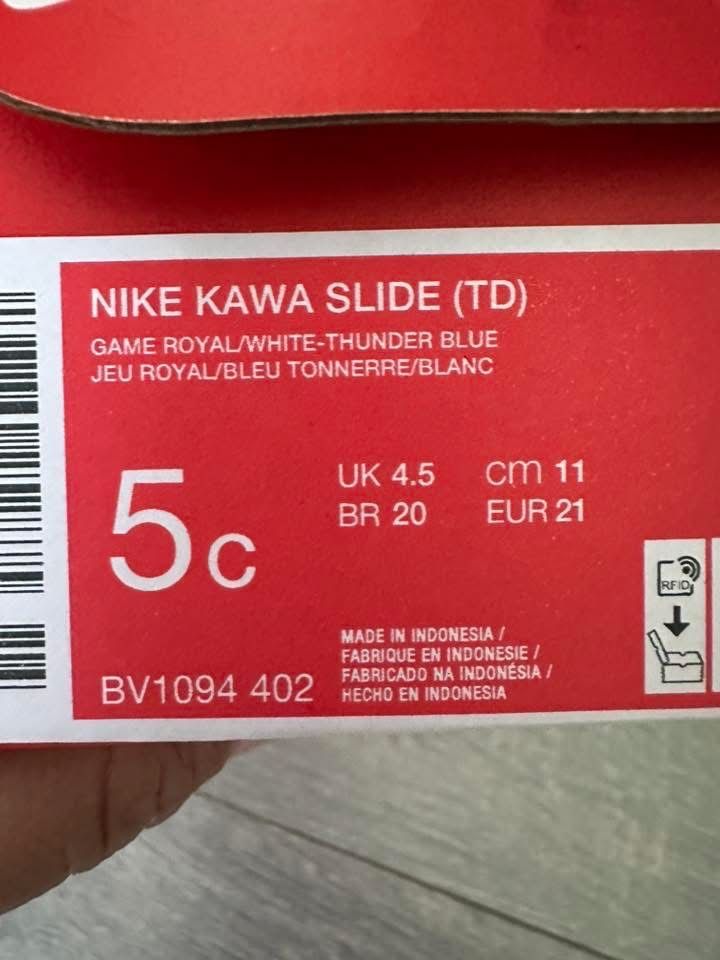 NIKE KAWA SLIDE (TD)
GAME ROYAL/WHITE-THUNDER BLUE
JEU ROYAL/BLEU TONNERRE/BLANC
5c
UK 4.5 cm 11
BR 20 EUR 21
RFID
MADE IN INDONESIA /
FABRIQUE EN INDONESIE /
FABRICADO NA INDONÉSIA /
HECHO EN INDONESIA
BV1094 402